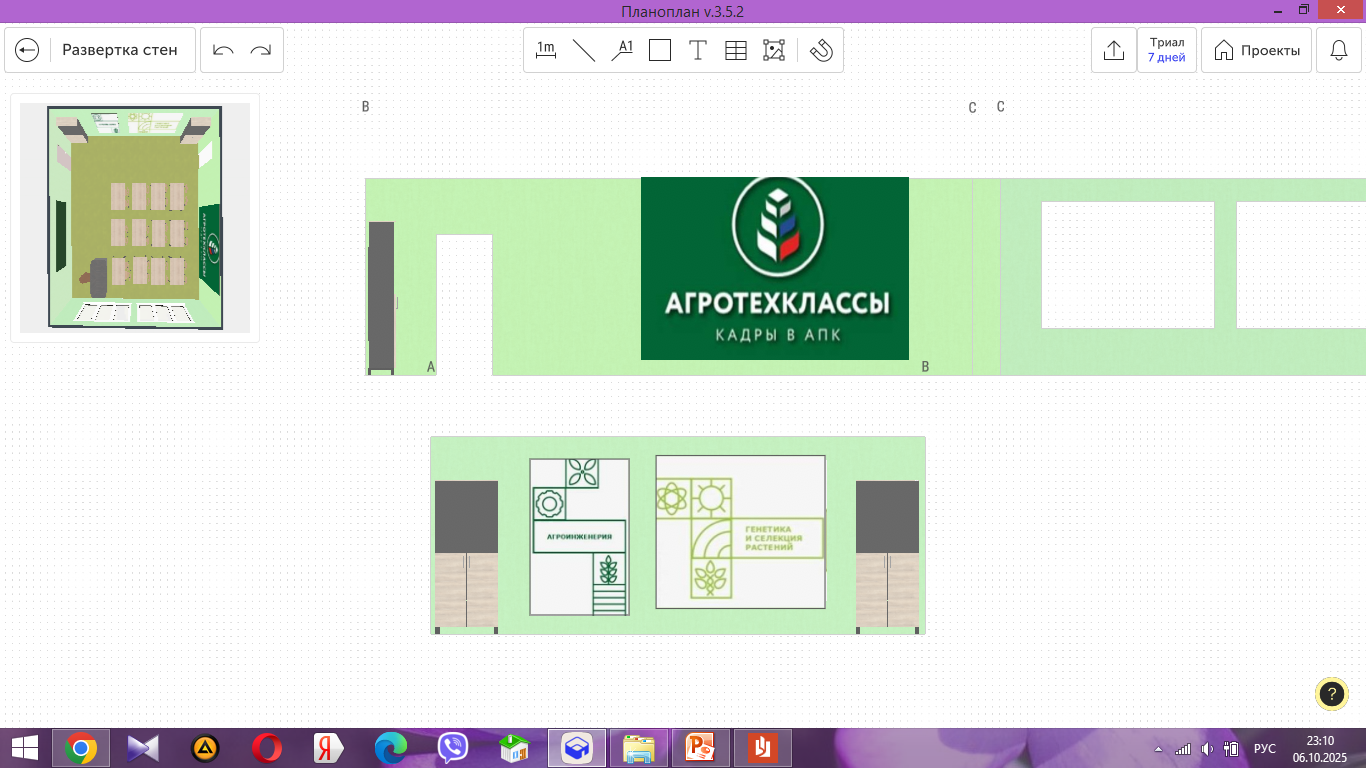 Планоплан v.3.5.2
Развертка стен
1m
A1
T
Триал
7 дней
Проекты
B
C
C
АГРОТЕХКЛАССЫ
АГРОТЕХКЛАССЫ
КАДРЫ В АПК
A
B
АГРОИНЖЕНЕРИЯ
ГЕНЕТИКА
И СЕЛЕКЦИЯ
РАСТЕНИЙ
?
РУС
23:10
06.10.2025